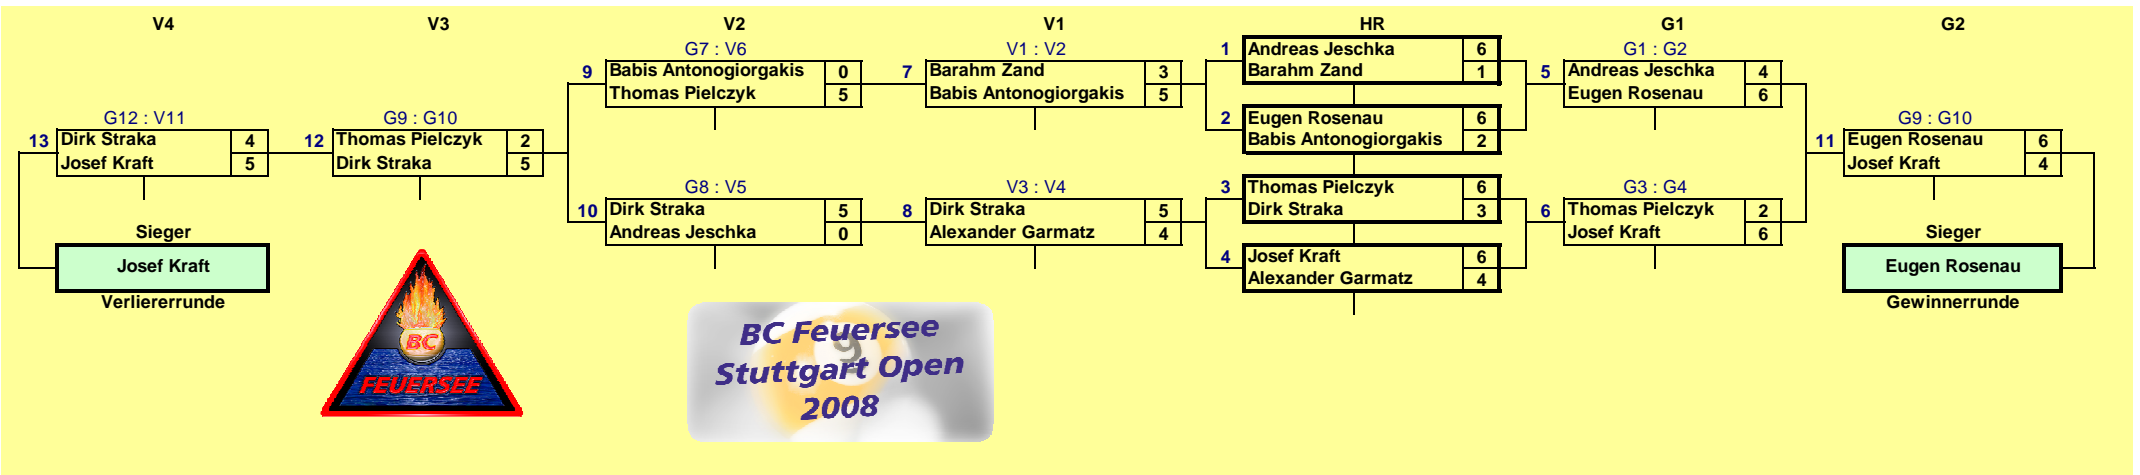 V4 V3 V2 V1 HR G1 G2
G7 : V6 V1 : V2 1 Andreas Jeschka 6 G1 : G2
9 Babis Antonogiorgakis 0 7 Barahm Zand 3 Barahm Zand 1 5 Andreas Jeschka 4
Thomas Pielczyk 5 Babis Antonogiorgakis 5 Eugen Rosenau 6
G12 : V11 G9 : G10 2 Eugen Rosenau 6 G9 : G10
13 Dirk Straka 4 12 Thomas Pielczyk 2 Babis Antonogiorgakis 2 11 Eugen Rosenau 6
Josef Kraft 5 Dirk Straka 5 Josef Kraft 4
G8 : V5 V3 : V4 3 Thomas Pielczyk 6 G3 : G4
10 Dirk Straka 5 8 Dirk Straka 5 Dirk Straka 3 6 Thomas Pielczyk 2
Sieger Andreas Jeschka 0 Alexander Garmatz 4 Josef Kraft 6 Sieger
4 Josef Kraft 6
Josef Kraft Alexander Garmatz 4 Eugen Rosenau
Verliererrunde Gewinnerrunde
BC
FEUERSEE
9
BC Feuersee
Stuttgart Open
2008